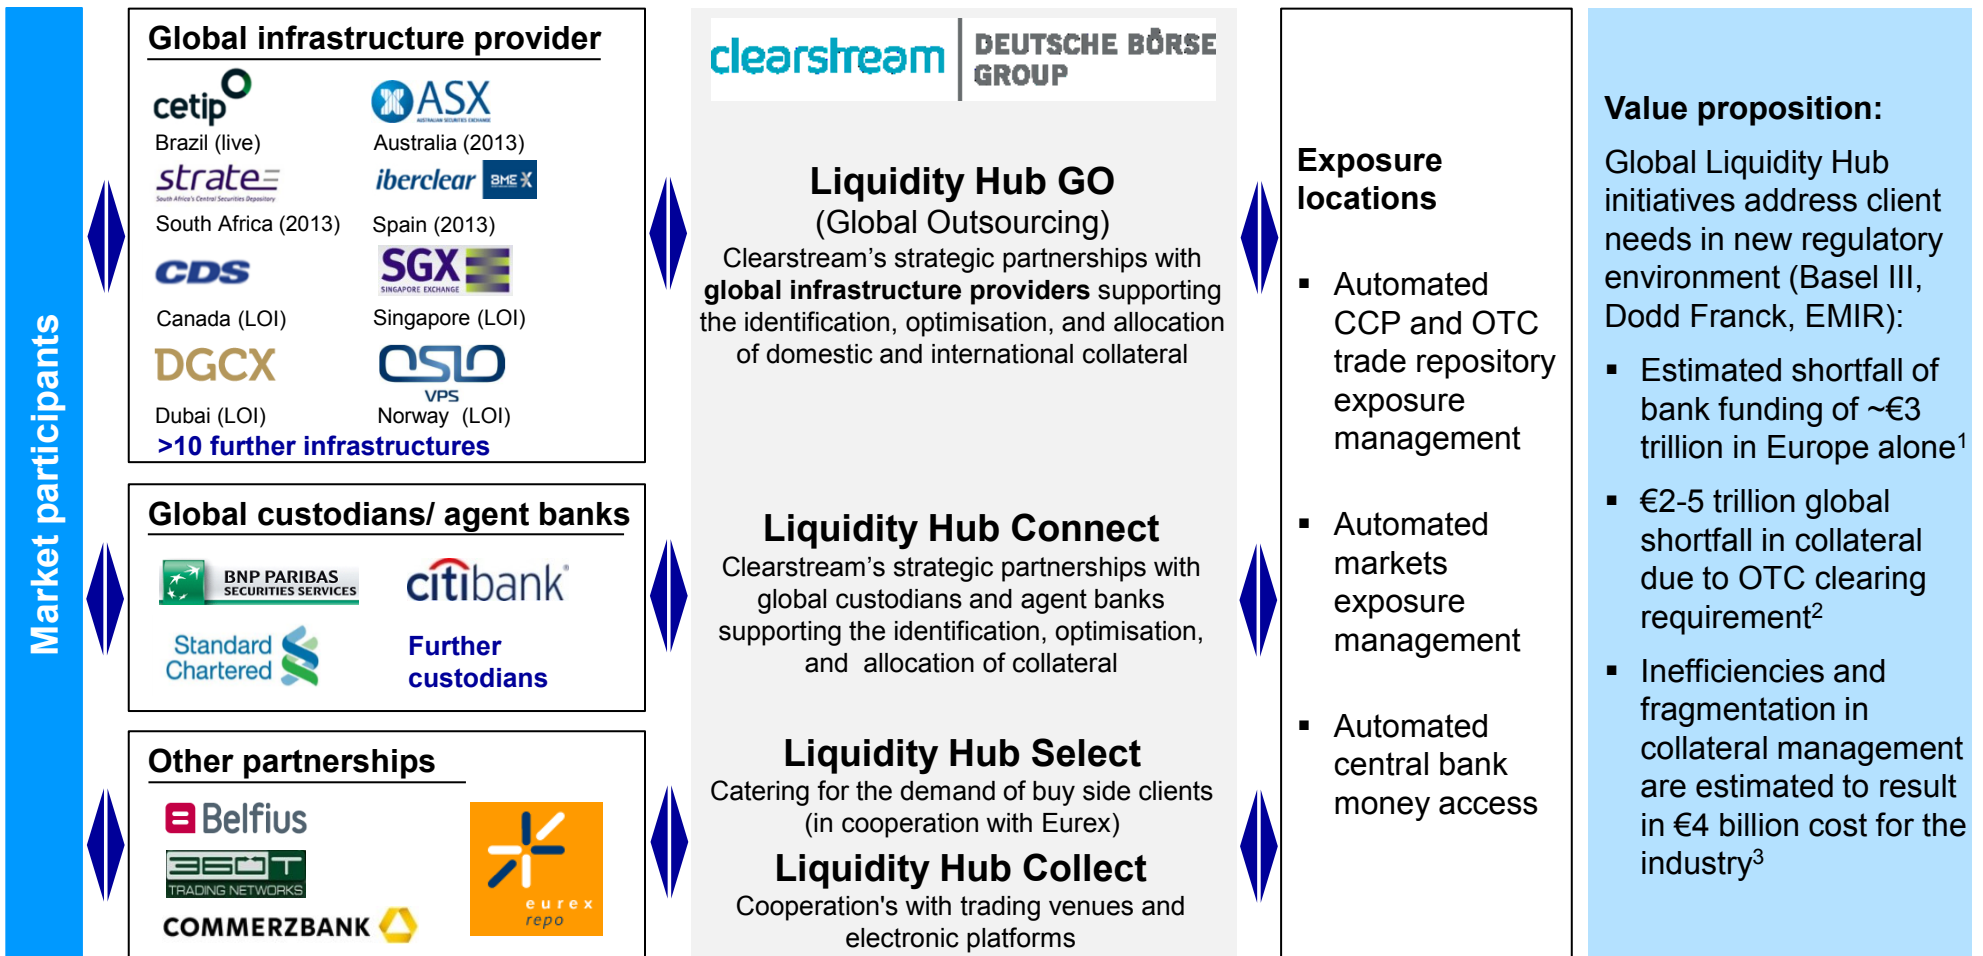 Market participants
Global infrastructure provider
cetip
ASX
AUSTRALIAN SECURITIES EXCHANGE
Brazil (live)
Australia (2013)
strate
South Africa's Central Securities Depository
iberclear BME X
South Africa (2013)
Spain (2013)
CDS
SGX
SINGAPORE EXCHANGE
Canada (LOI)
Singapore (LOI)
DGCX
OSLO
VPS
Dubai (LOI)
Norway (LOI)
>10 further infrastructures
Global custodians/ agent banks
BNP PARIBAS
SECURITIES SERVICES
citibank
Standard
Chartered
Further
custodians
Other partnerships
Belfius
360T
TRADING NETWORKS
COMMERZBANK
eurex
repo
clearstream
DEUTSCHE BÖRSE
GROUP
Liquidity Hub GO
(Global Outsourcing)
Clearstream's strategic partnerships with
global infrastructure providers supporting
the identification, optimisation, and allocation
of domestic and international collateral
Liquidity Hub Connect
Clearstream's strategic partnerships with
global custodians and agent banks
supporting the identification, optimisation,
and allocation of collateral
Liquidity Hub Select
Catering for the demand of buy side clients
(in cooperation with Eurex)
Liquidity Hub Collect
Cooperation's with trading venues and
electronic platforms
Exposure
locations
▪ Automated
CCP and OTC
trade repository
exposure
management
▪ Automated
markets
exposure
management
▪ Automated
central bank
money access
Value proposition:
Global Liquidity Hub
initiatives address client
needs in new regulatory
environment (Basel III,
Dodd Franck, EMIR):
▪ Estimated shortfall of
bank funding of ~€3
trillion in Europe alone¹
▪ €2-5 trillion global
shortfall in collateral
due to OTC clearing
requirement²
▪ Inefficiencies and
fragmentation in
collateral management
are estimated to result
in €4 billion cost for the
industry³